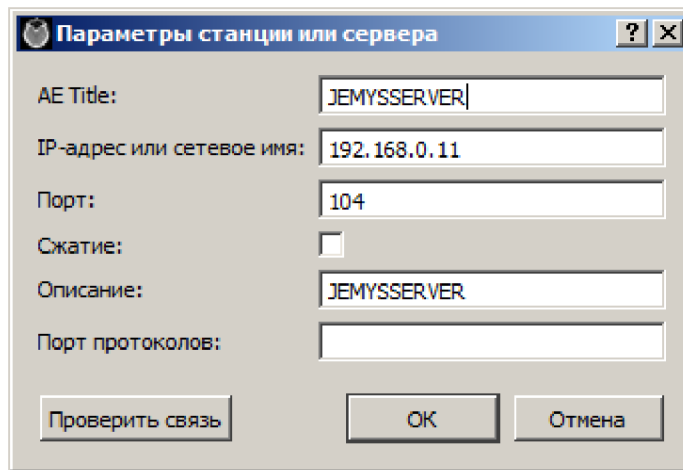 Параметры станции или сервера
AE Title: JEMYSSERVER
IP-адрес или сетевое имя: 192.168.0.11
Порт: 104
Сжатие:
Описание: JEMYSSERVER
Порт протоколов:
Проверить связь OK Отмена